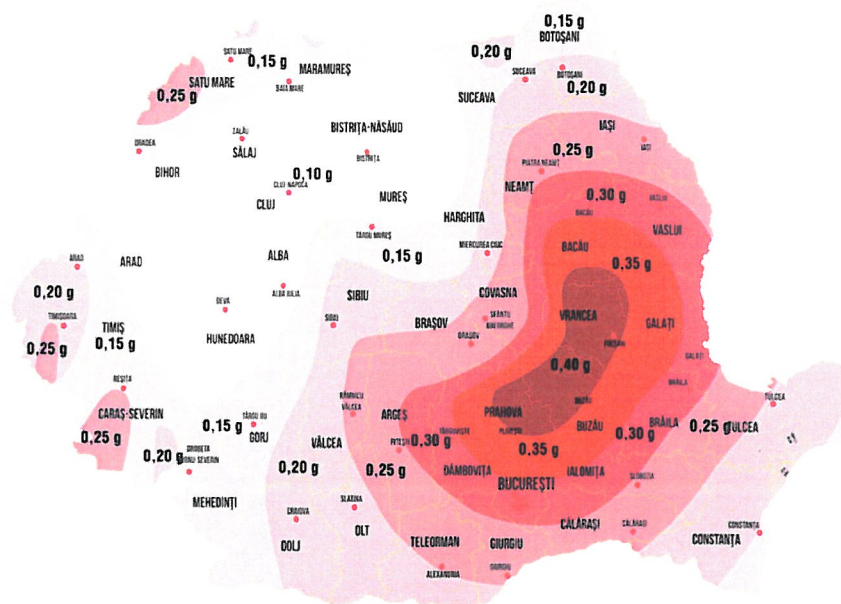 0,15 g
BOTOȘANI
0,20 g
SATU MARE
0,15 g
MARAMUREȘ
SATU MARE
0,25 g
BAIA MARE
SUCEAVA
BOTOȘANI
0,20 g
SUCEAVA
IAȘI
IAȘI
ZALĂU
SĂLAJ
BISTRIȚA-NĂSĂUD
BISTRIȚA
ORADEA
BIHOR
0,25 g
PIATRA NEAMȚ
NEAMȚ
0,10 g
CLUJ-NAPOCA
CLUJ
MUREȘ
TÂRGU MUREȘ
HARGHITA
MIERCUREA CIUC
0,30 g
VASLUI
BACĂU
VASLUI
BACĂU
0,35 g
0,15 g
ALBA
ALBA IULIA
ARAD
ARAD
0,20 g
TIMIȘOARA
TIMIȘ
0,15 g
0,25 g
DEVA
HUNEDOARA
SIBIU
SIBIU
COVASNA
SFÂNTU
GHEORGHE
BRAȘOV
BRAȘOV
VRANCEA
FOCȘANI
GALAȚI
GALAȚI
0,40 g
REȘIȚA
CARAȘ-SEVERIN
0,25 g
0,15 g
TÂRGU JIU
GORJ
0,20 g
DROBETA
TURNU SEVERIN
MEHEDINȚI
RÂMNICU
VÂLCEA
VÂLCEA
ARGEȘ
PITEȘTI
0,30 g
TÂRGOVIȘTE
DÂMBOVIȚA
PRAHOVA
PLOIEȘTI
BUZĂU
BUZĂU
BRĂILA
BRĂILA
0,30 g
0,25 g
TULCEA
TULCEA
0,35 g
0,20 g
0,25 g
IALOMIȚA
SLOBOZIA
BUCUREȘTI
CRAIOVA
DOLJ
SLATINA
OLT
TELEORMAN
ALEXANDRIA
GIURGIU
GIURGIU
CĂLĂRAȘI
CĂLĂRAȘI
CONSTANȚA
CONSTANȚA